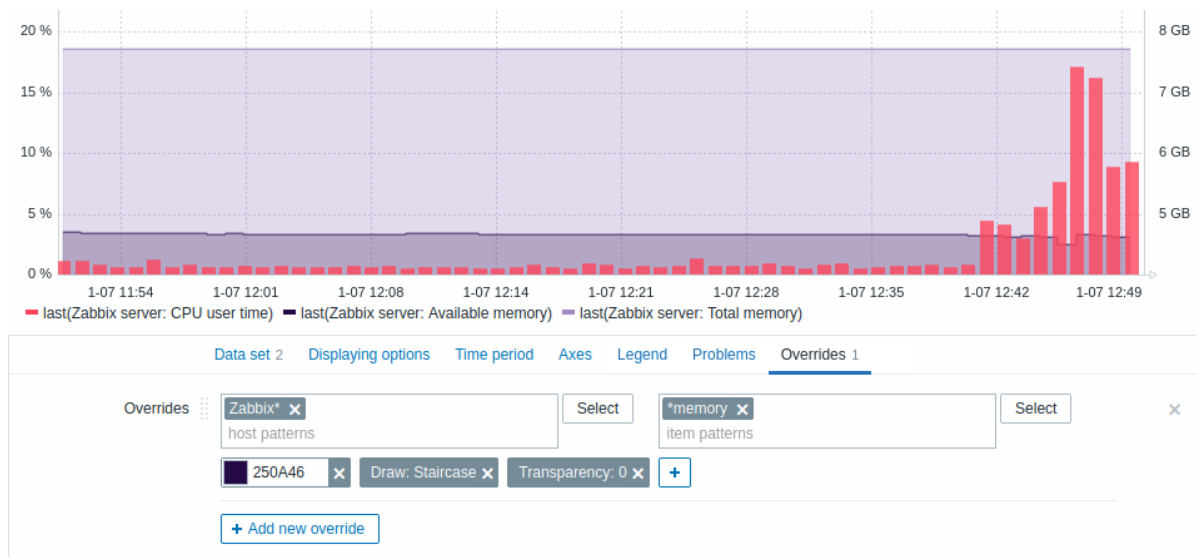 20 % 8 GB
15 % 7 GB
10 % 6 GB
5 % 5 GB
0 %
1-07 11:54 1-07 12:01 1-07 12:08 1-07 12:14 1-07 12:21 1-07 12:28 1-07 12:35 1-07 12:42 1-07 12:49
last(Zabbix server: CPU user time) last(Zabbix server: Available memory) last(Zabbix server: Total memory)
Data set 2 Displaying options Time period Axes Legend Problems Overrides 1
Overrides Zabbix* Select *memory Select
host patterns item patterns
250A46 Draw: Staircase Transparency: 0 +
+ Add new override